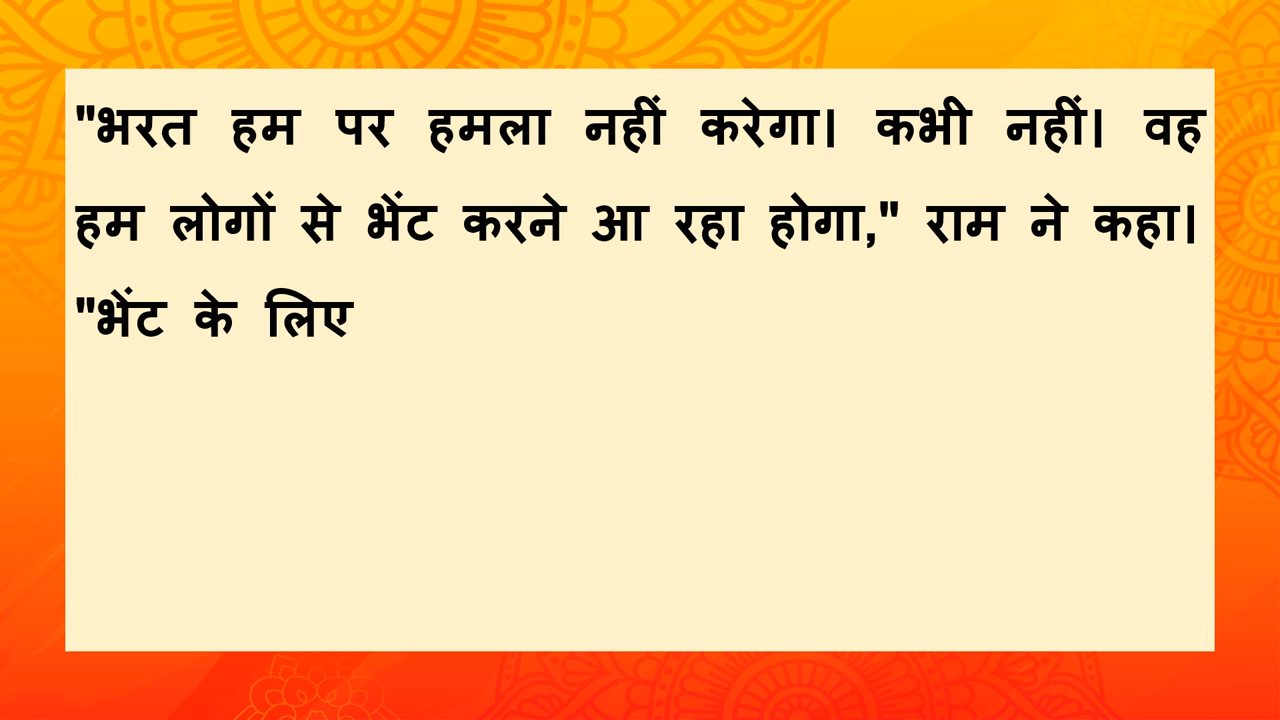 "भरत हम पर हमला नहीं करेगा। कभी नहीं। वह
हम लोगों से भेंट करने आ रहा होगा," राम ने कहा।
"भेंट के लिए